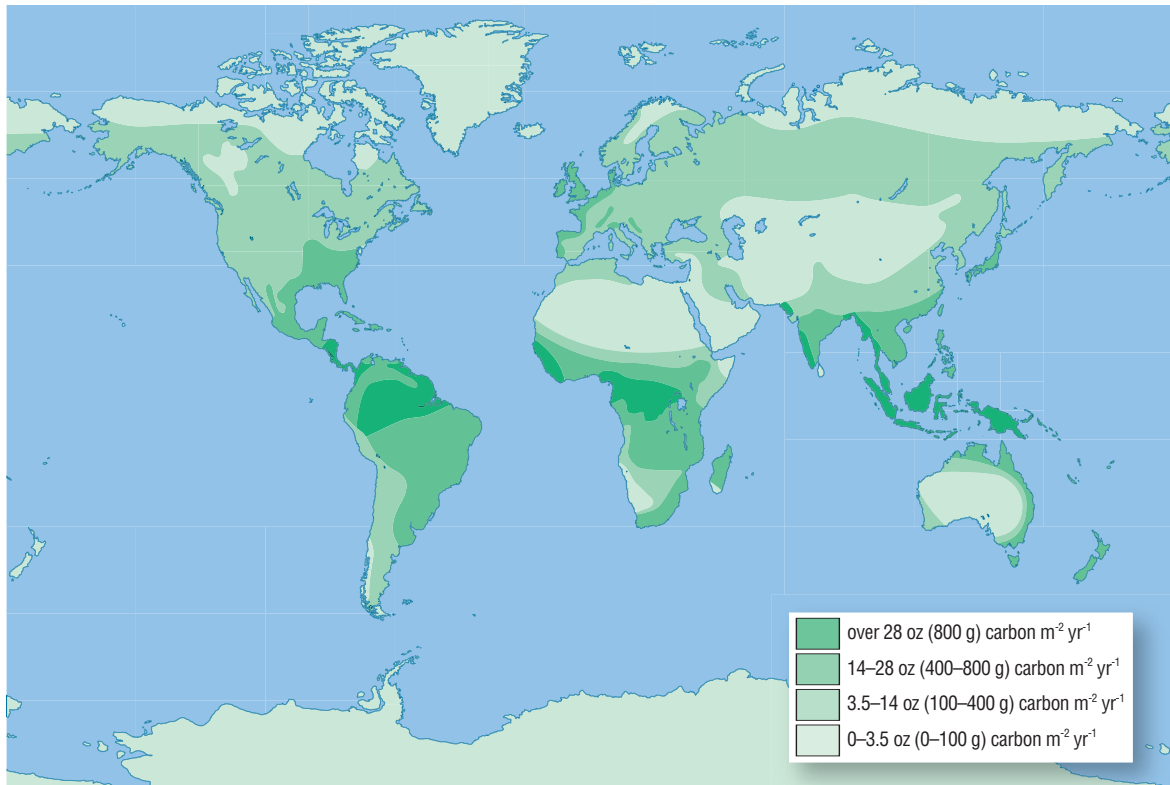 over 28 oz (800 g) carbon m⁻² yr⁻¹
14–28 oz (400–800 g) carbon m⁻² yr⁻¹
3.5–14 oz (100–400 g) carbon m⁻² yr⁻¹
0–3.5 oz (0–100 g) carbon m⁻² yr⁻¹